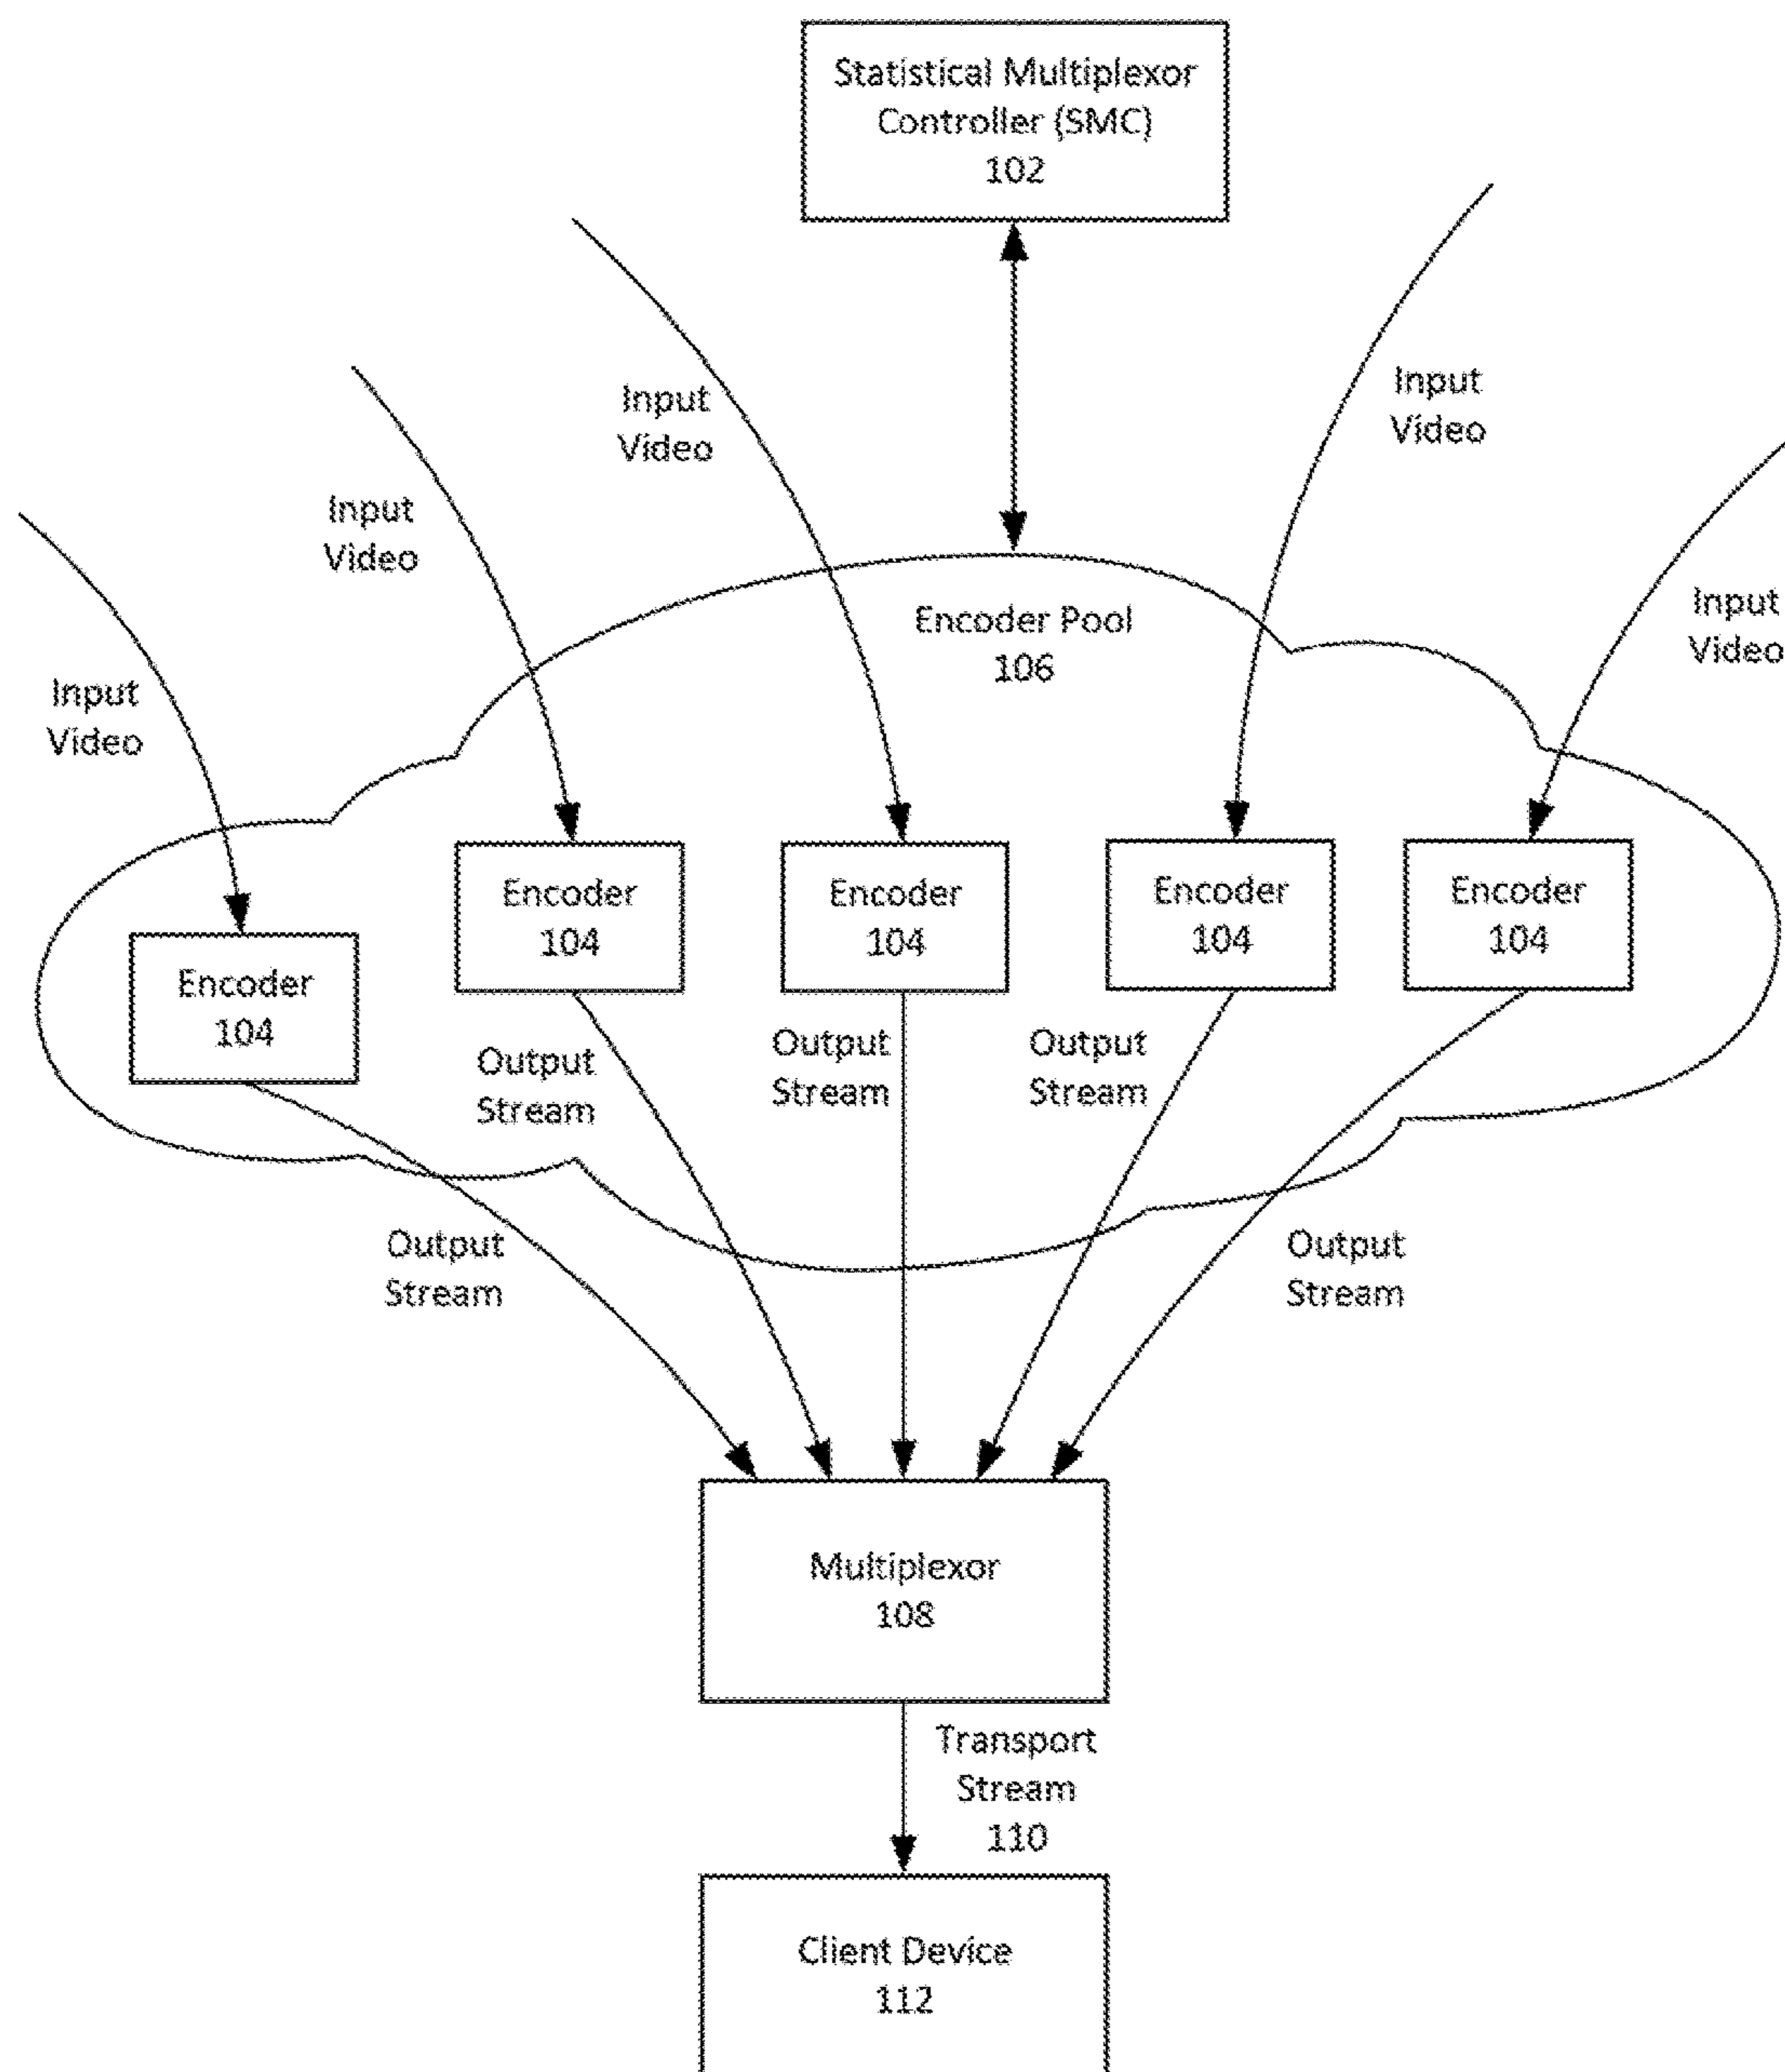 Statistical Multiplexor
Controller (SMC)
102
Input
Video
Input
Video
Input
Video
Input
Video
Input
Video
Encoder Pool
106
Encoder
104
Encoder
104
Encoder
104
Encoder
104
Encoder
104
Output
Stream
Output
Stream
Output
Stream
Output
Stream
Output
Stream
Multiplexor
108
Transport
Stream
110
Client Device
112